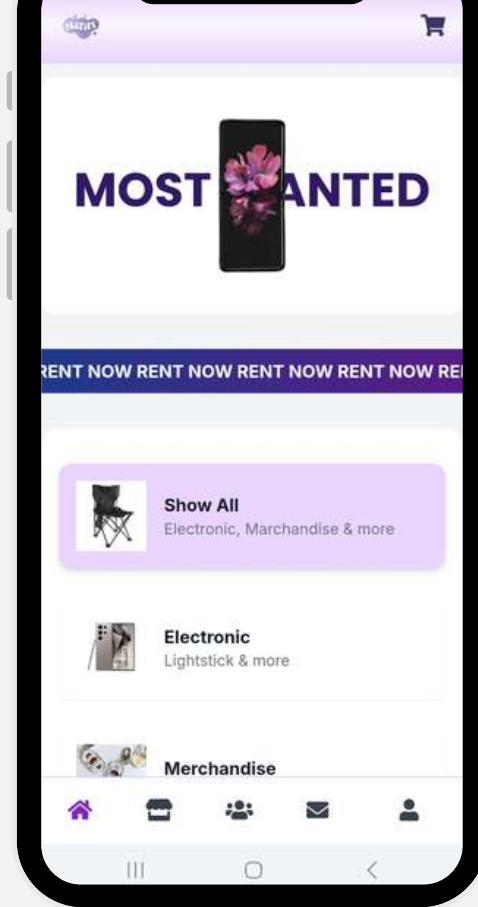 MOST ANTED
RENT NOW RENT NOW RENT NOW RENT NOW RE
Show All
Electronic, Marchandise & more
Electronic
Lightstick & more
Merchandise